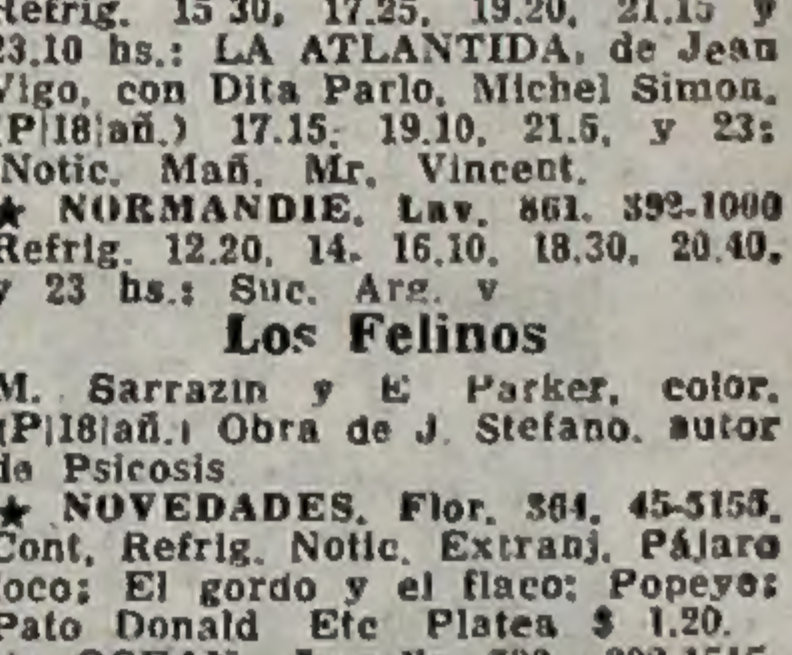 Refrig. 15 30, 17.25, 19.20, 21.15 y
23.10 hs.: LA ATLANTIDA, de Jean
Vigo, con Dita Parlo, Michel Simon.
(P|18|añ.) 17.15; 19.10, 21.5, y 23:
Notic. Mañ. Mr. Vincent.
★ NORMANDIE. Lav. 861. 392-1000
Refrig. 12.20, 14- 16.10, 18.30, 20.40,
y 23 hs.: Suc. Arg. y
Los Felinos
M. Sarrazin y E Parker, color.
(P|18|añ.) Obra de J. Stefano. autor
de Psicosis
★ NOVEDADES. Flor. 364. 45-5155.
Cont. Refrig. Notic. Extranj. Pájaro
loco; El gordo y el flaco; Popeye;
Pato Donald Etc Platea $ 1.20.